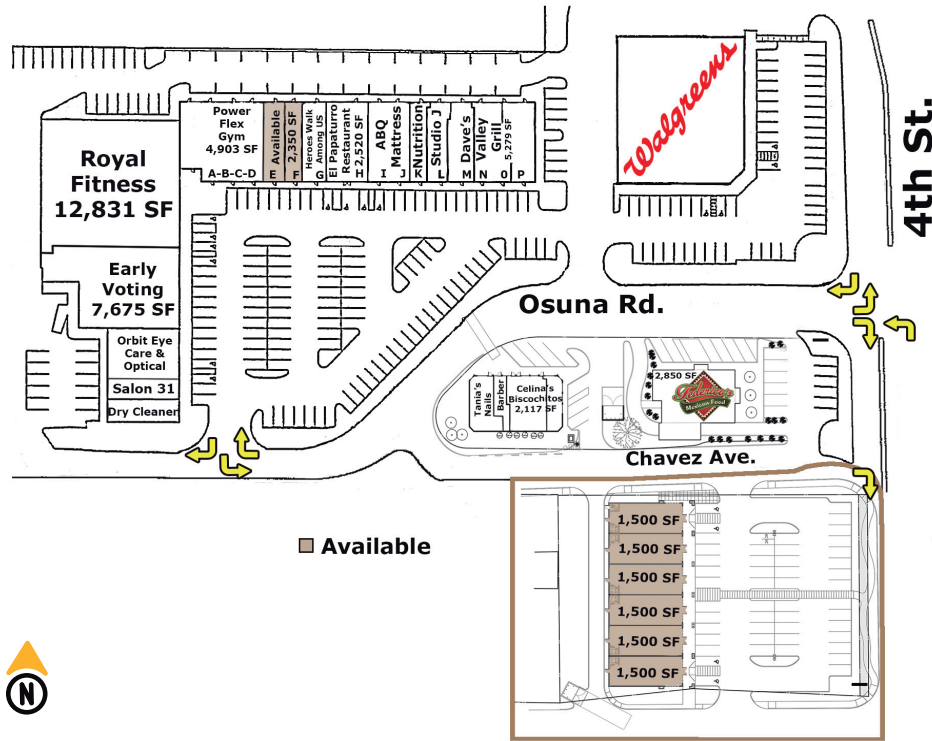 Walgreens
4th St.
Power
Flex
Gym
4,903 SF
A-B-C-D
Available
E
2,350 SF
F
Heroes Walk
Among US
G
El Papaturro
Restaurant
2,520 SF
H
ABQ
Mattress
I
J
Nutrition
K
Studio J
L
Dave's
Valley
Grill
5,279 SF
M
N
O
P
Royal
Fitness
12,831 SF
Early
Voting
7,675 SF
Orbit Eye
Care &
Optical
Salon 31
Dry Cleaner
Osuna Rd.
Tania's
Nails
Barber
Celina's
Biscochitos
2,117 SF
2,850 SF
Federico's
Mexican Food
Chavez Ave.
1,500 SF
1,500 SF
1,500 SF
1,500 SF
1,500 SF
1,500 SF
Available
N